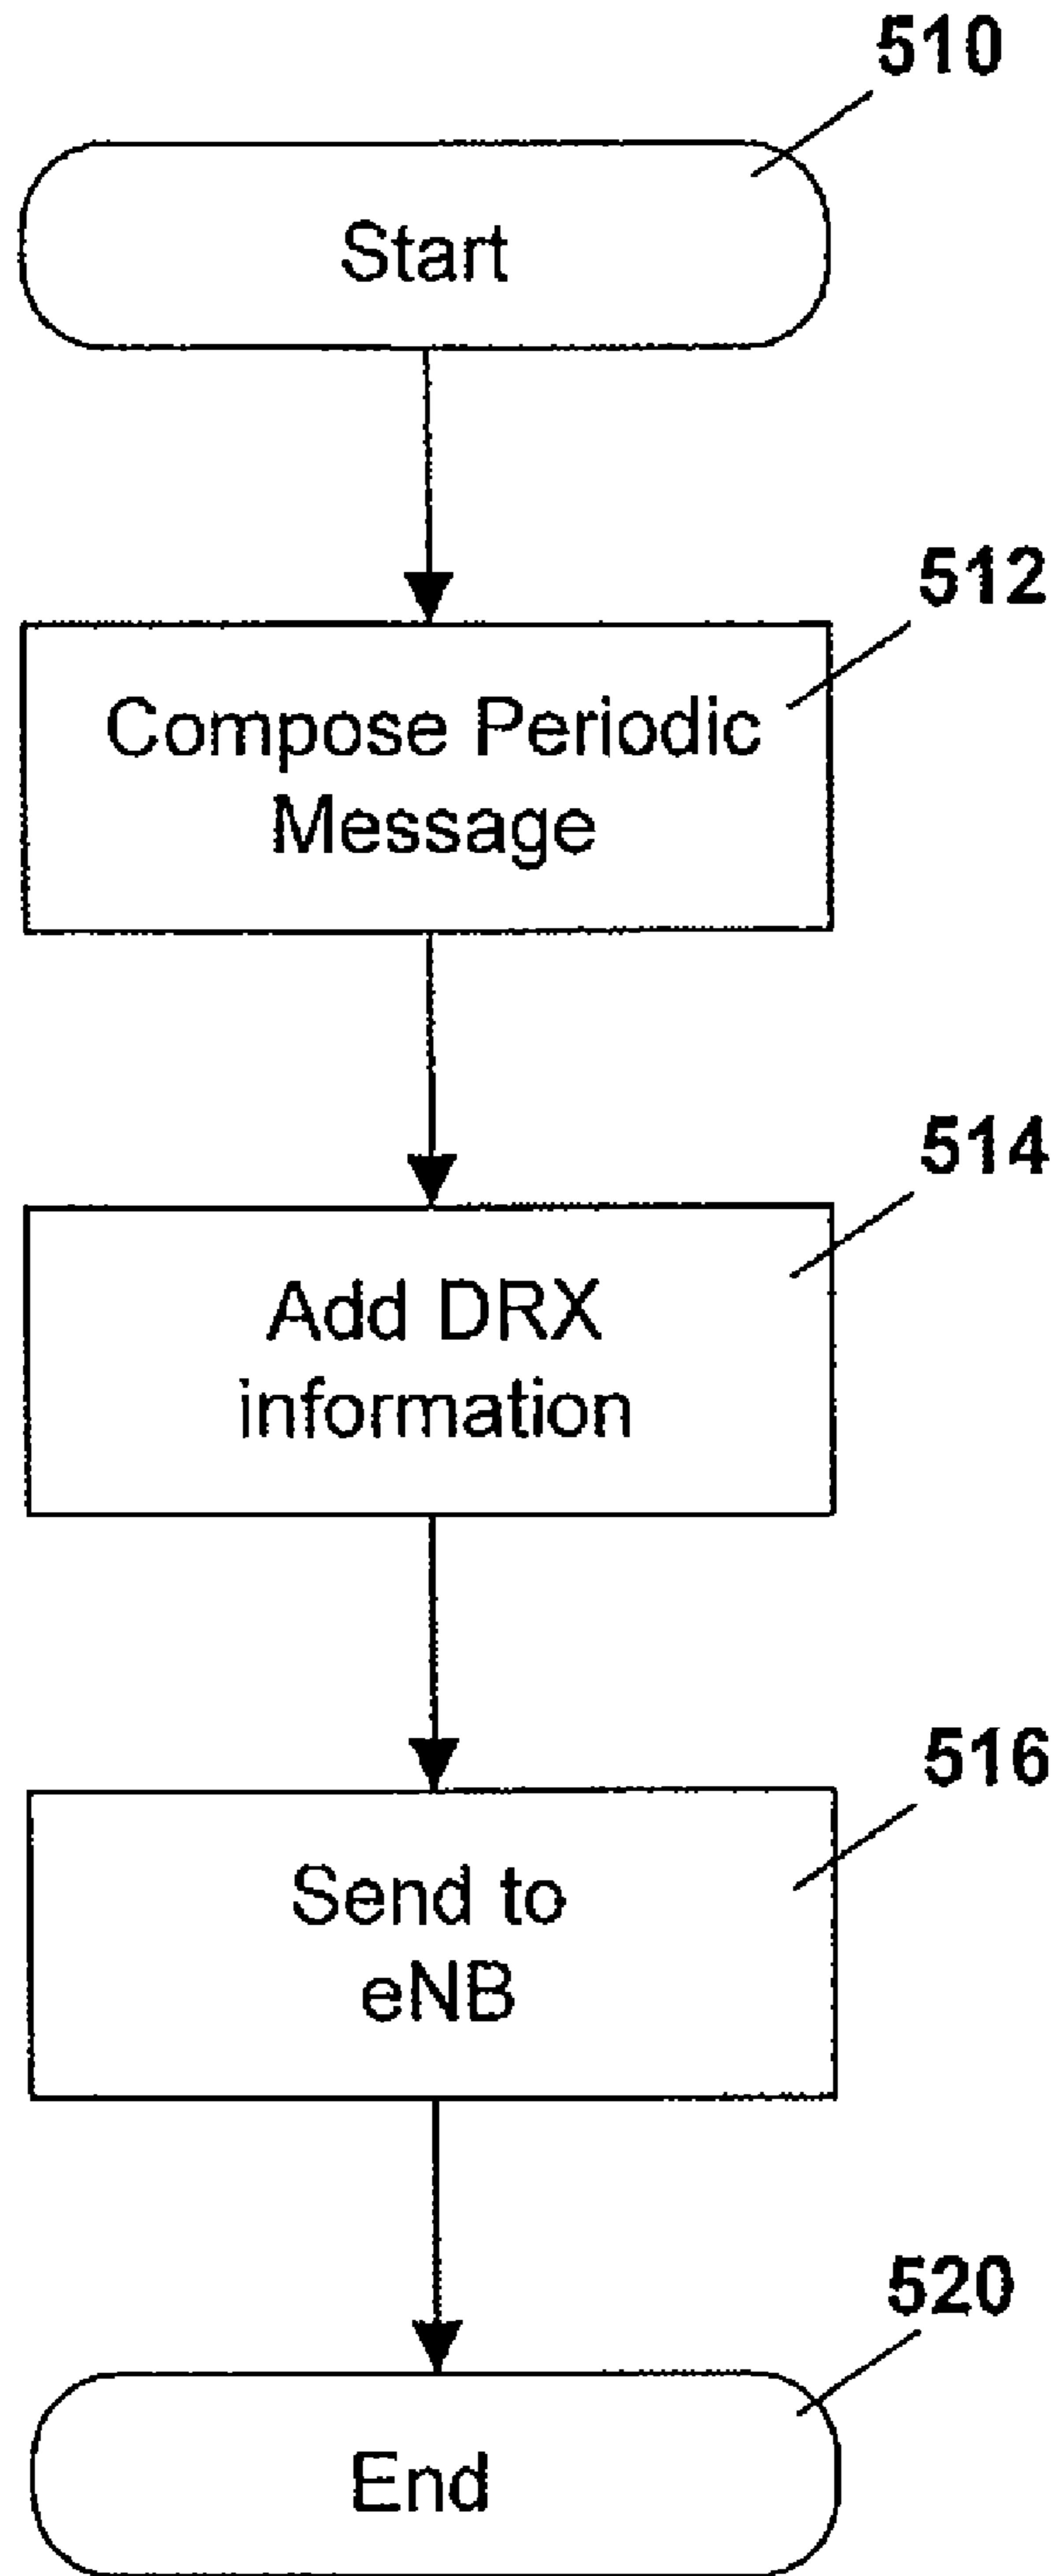 510
Start
512
Compose Periodic
Message
514
Add DRX
information
516
Send to
eNB
520
End